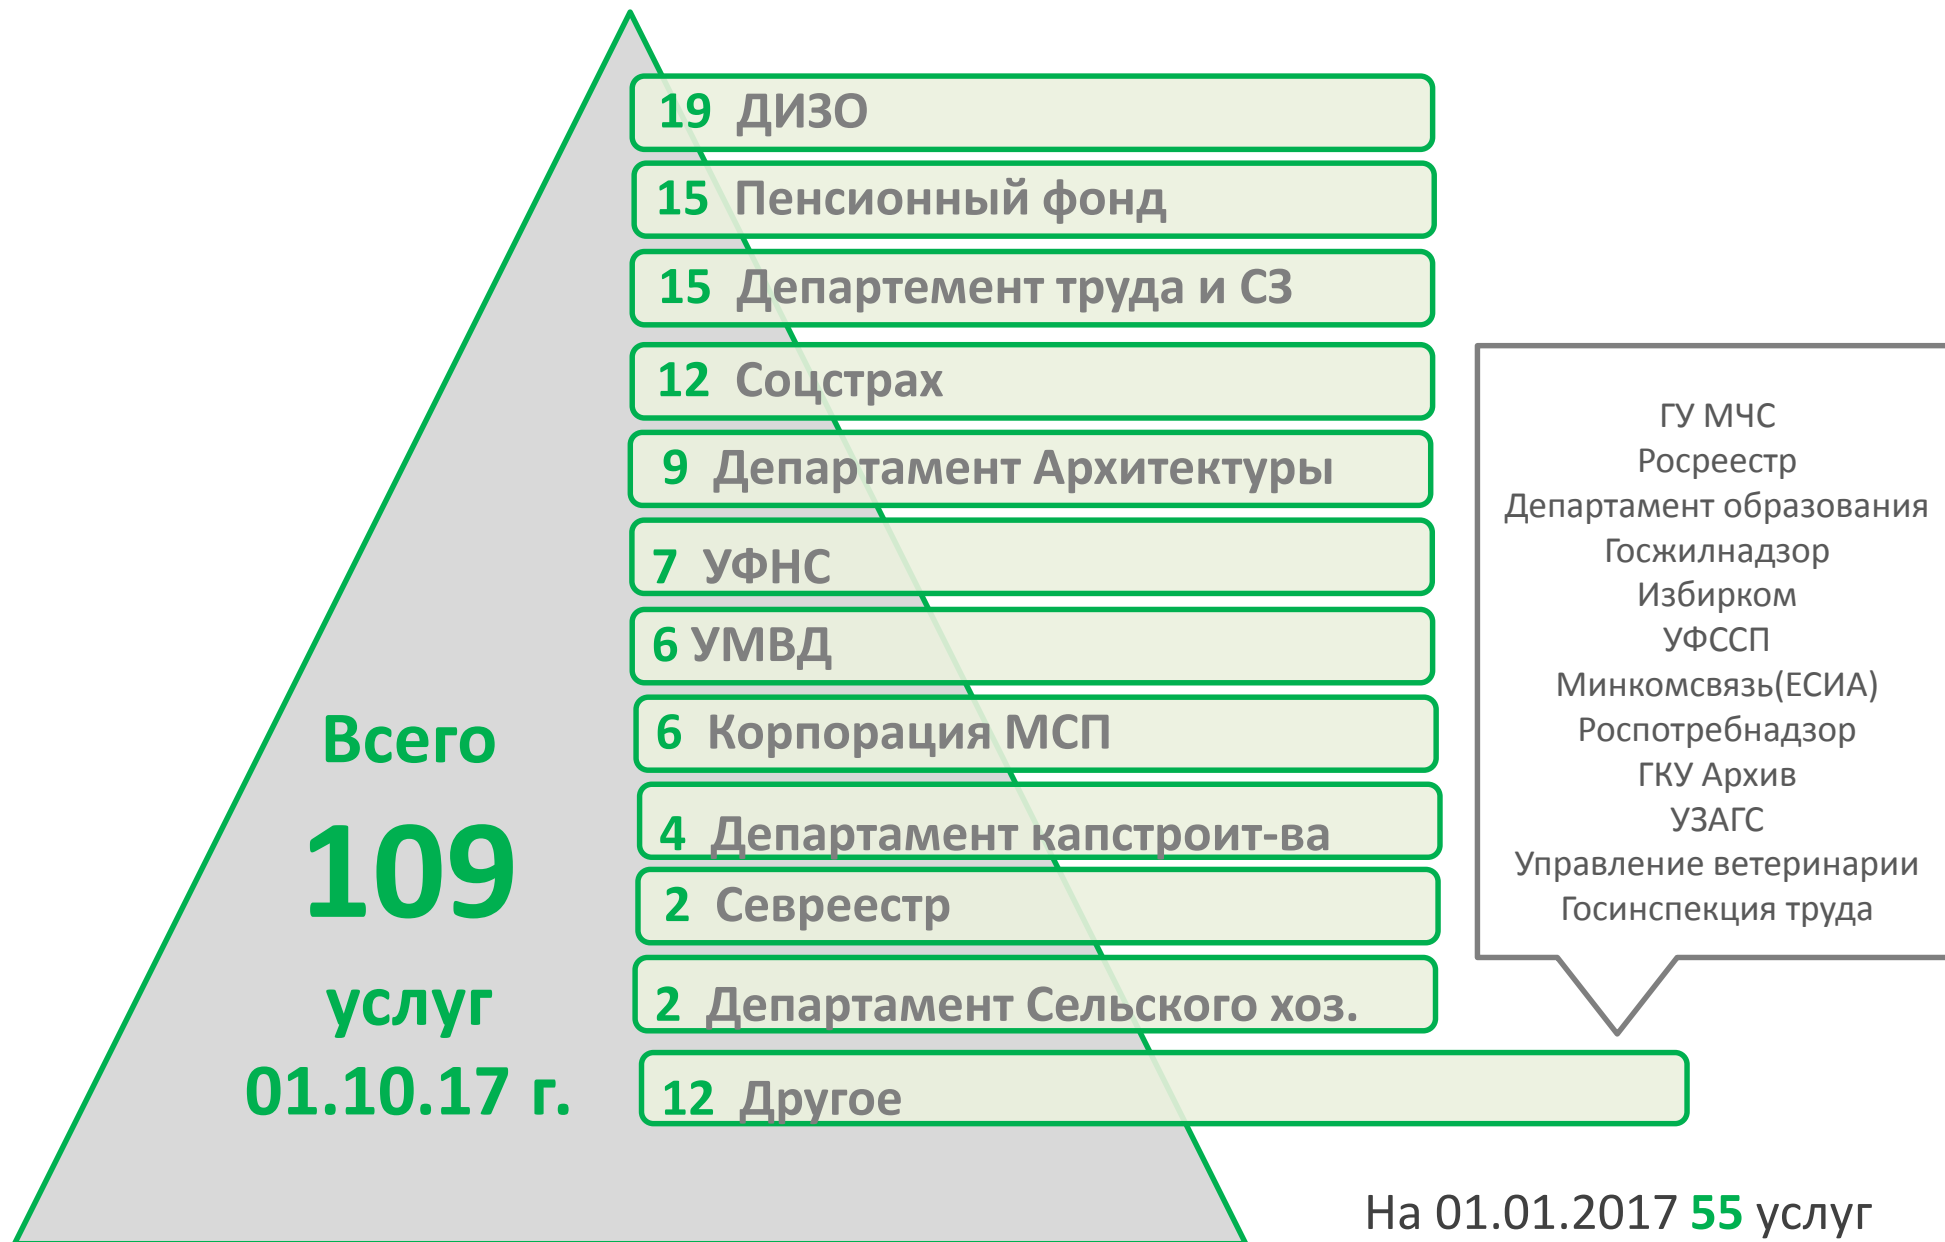 19 ДИЗО
15 Пенсионный фонд
15 Департемент труда и СЗ
12 Соцстрах
9 Департамент Архитектуры
7 УФНС
6 УМВД
6 Корпорация МСП
4 Департамент капстроит-ва
2 Севреестр
2 Департамент Сельского хоз.
12 Другое
Всего
109
услуг
01.10.17 г.
ГУ МЧС
Росреестр
Департамент образования
Госжилнадзор
Избирком
УФССП
Минкомсвязь(ЕСИА)
Роспотребнадзор
ГКУ Архив
УЗАГС
Управление ветеринарии
Госинспекция труда
На 01.01.2017 55 услуг